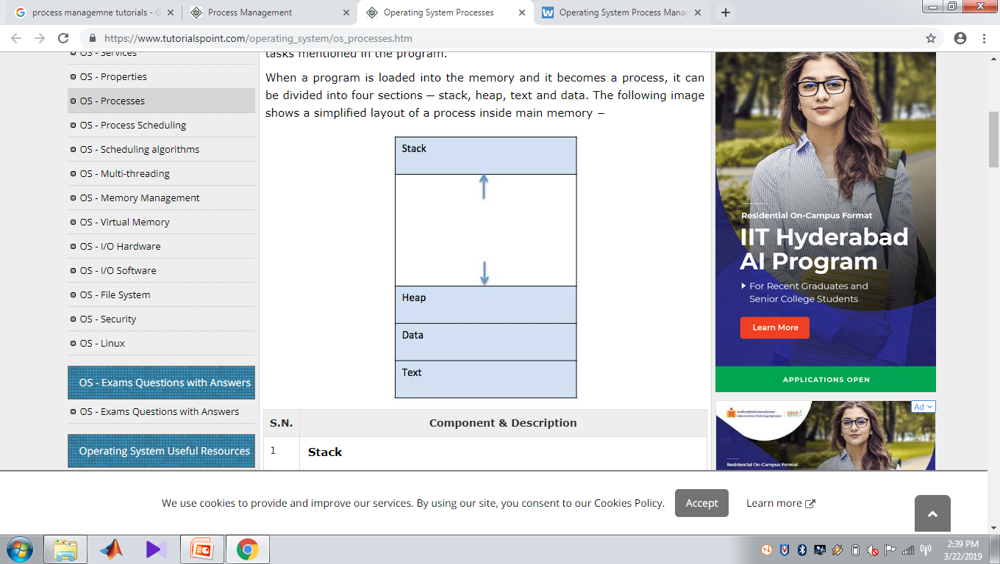 process managemne tutorials - G
Process Management
Operating System Processes
Operating System Process Manag
https://www.tutorialspoint.com/operating_system/os_processes.htm
OS - Services
OS - Properties
OS - Processes
OS - Process Scheduling
OS - Scheduling algorithms
OS - Multi-threading
OS - Memory Management
OS - Virtual Memory
OS - I/O Hardware
OS - I/O Software
OS - File System
OS - Security
OS - Linux
OS - Exams Questions with Answers
OS - Exams Questions with Answers
Operating System Useful Resources
tasks mentioned in the program.
When a program is loaded into the memory and it becomes a process, it can
be divided into four sections ─ stack, heap, text and data. The following image
shows a simplified layout of a process inside main memory −
Stack
Heap
Data
Text
S.N. Component & Description
1 Stack
Residential On-Campus Format
IIT Hyderabad
AI Program
For Recent Graduates and
Senior College Students
Learn More
APPLICATIONS OPEN
Ad
Residential On-Campus Format
We use cookies to provide and improve our services. By using our site, you consent to our Cookies Policy. Accept Learn more
2:39 PM
3/22/2019